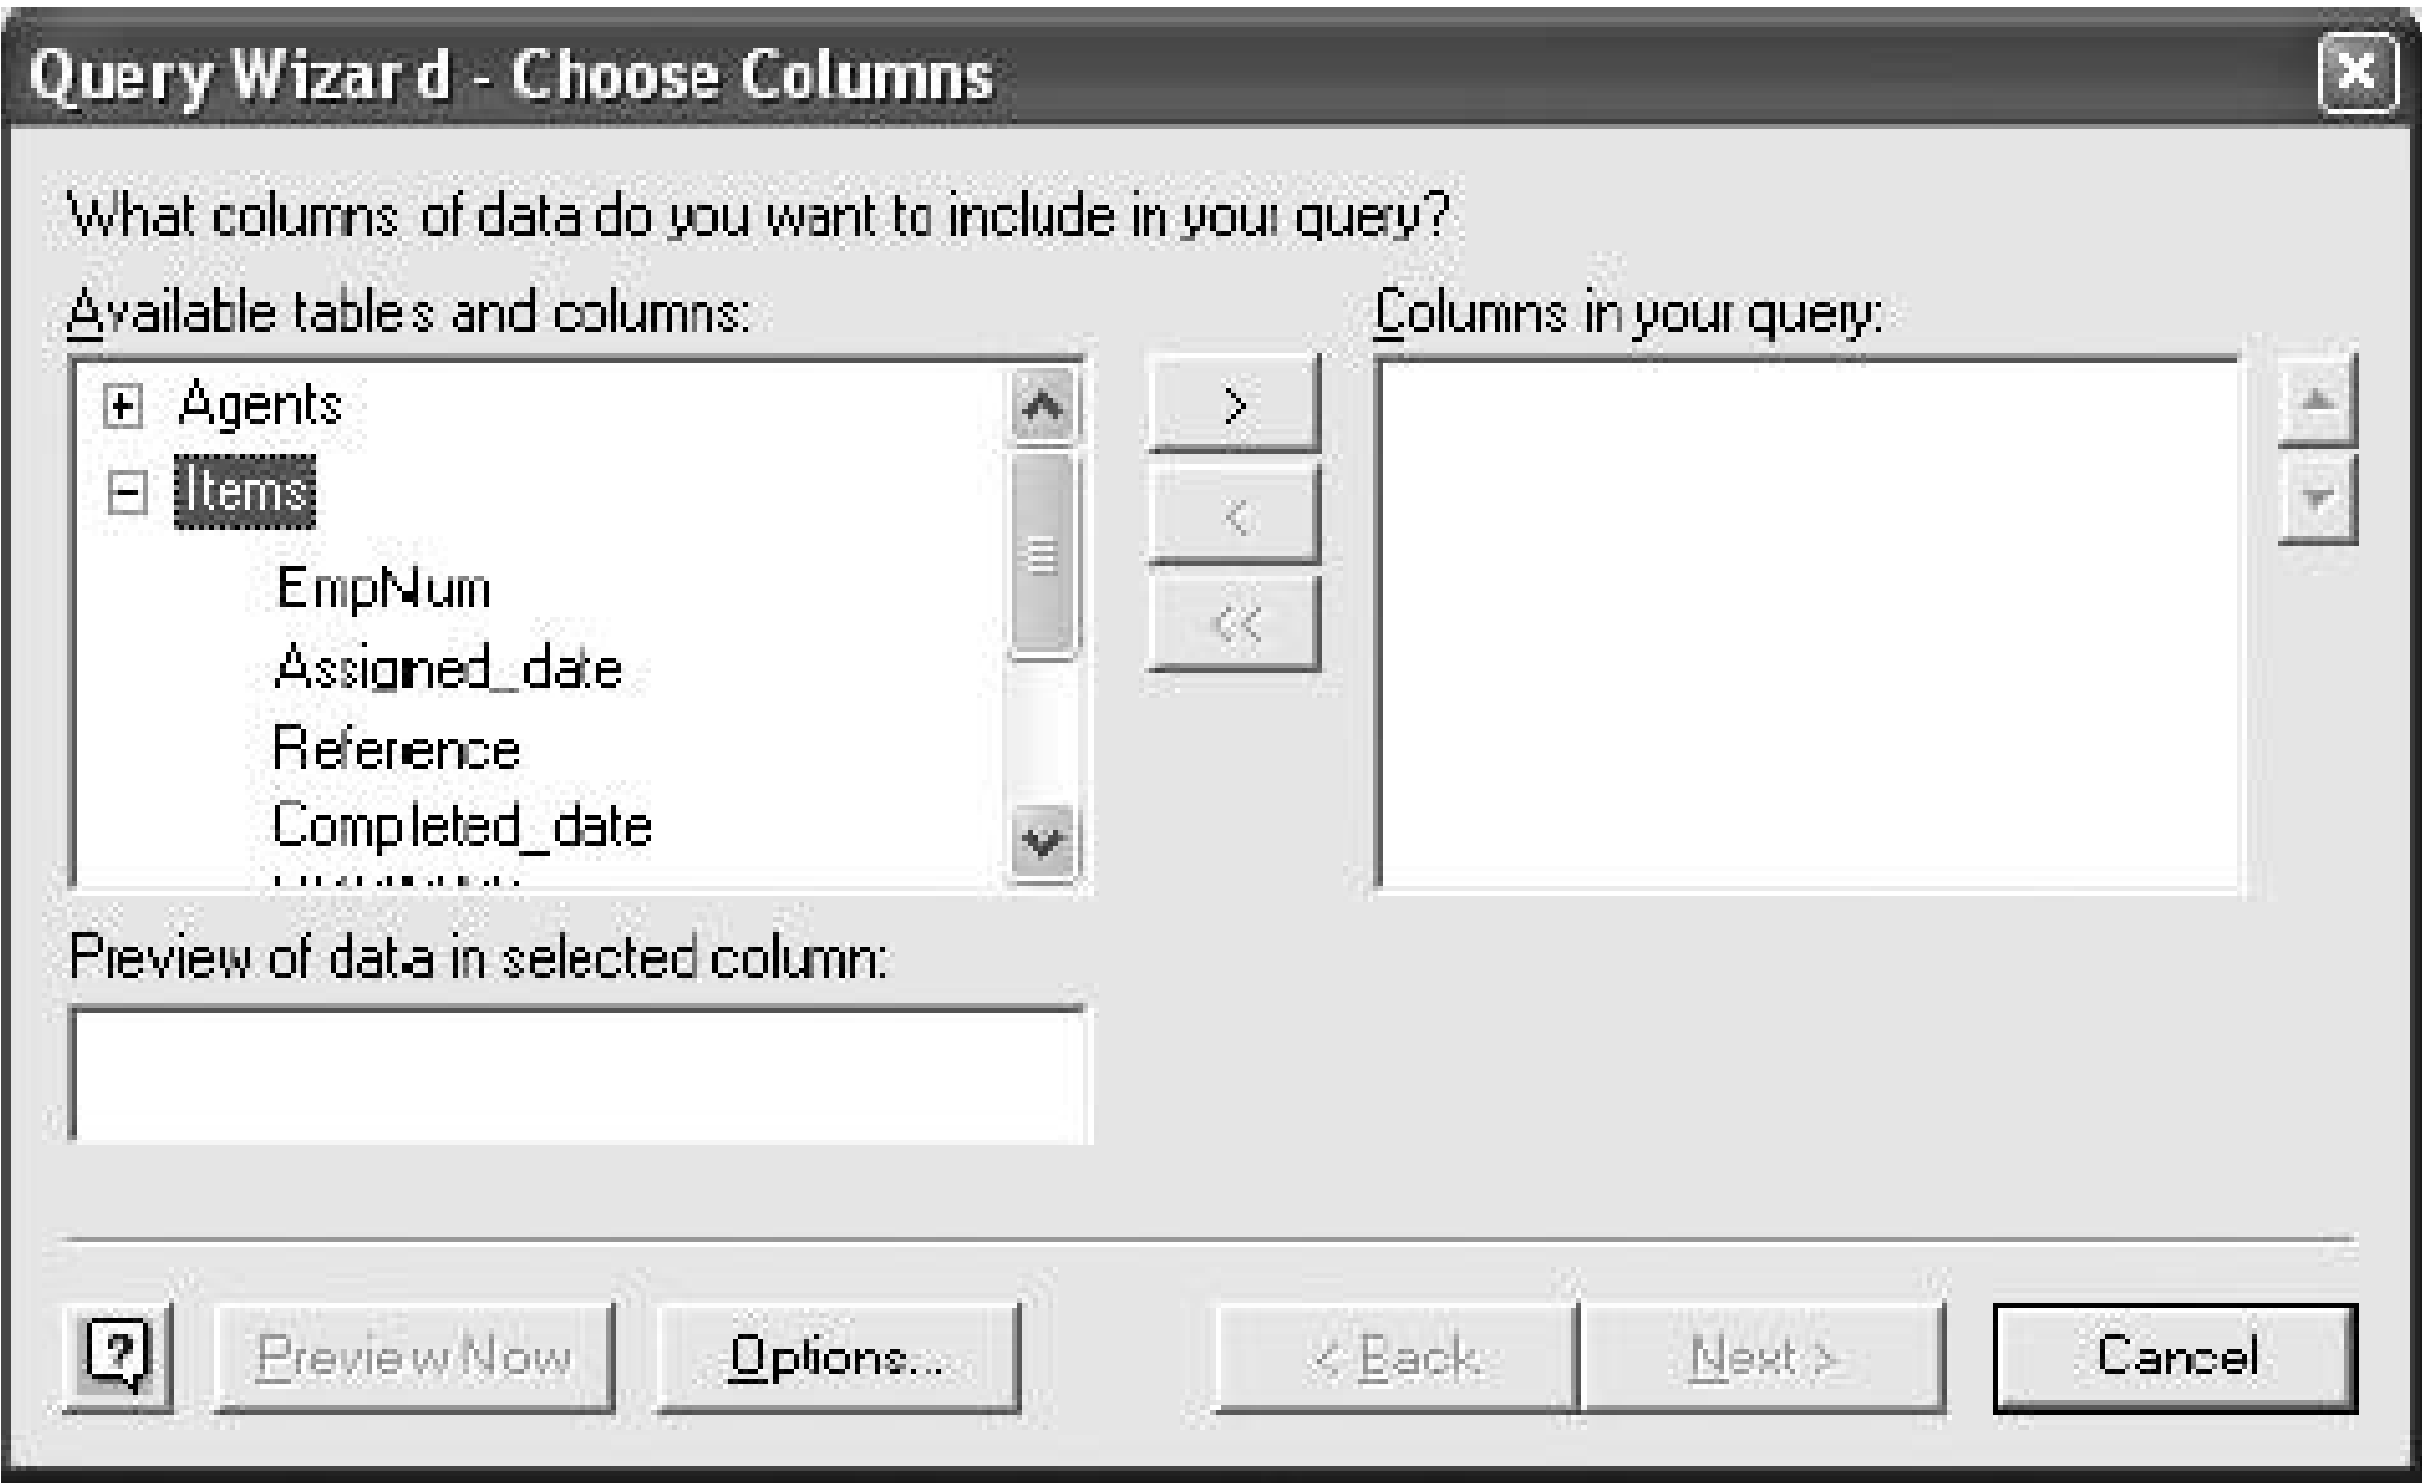 Query Wizard - Choose Columns
What columns of data do you want to include in your query?
Available tables and columns:
Columns in your query:
Agents
>
Items
<
EmpNum
<<
Assigned_date
Reference
Completed_date
Preview of data in selected column:
?
Preview Now
Options...
< Back
Next >
Cancel